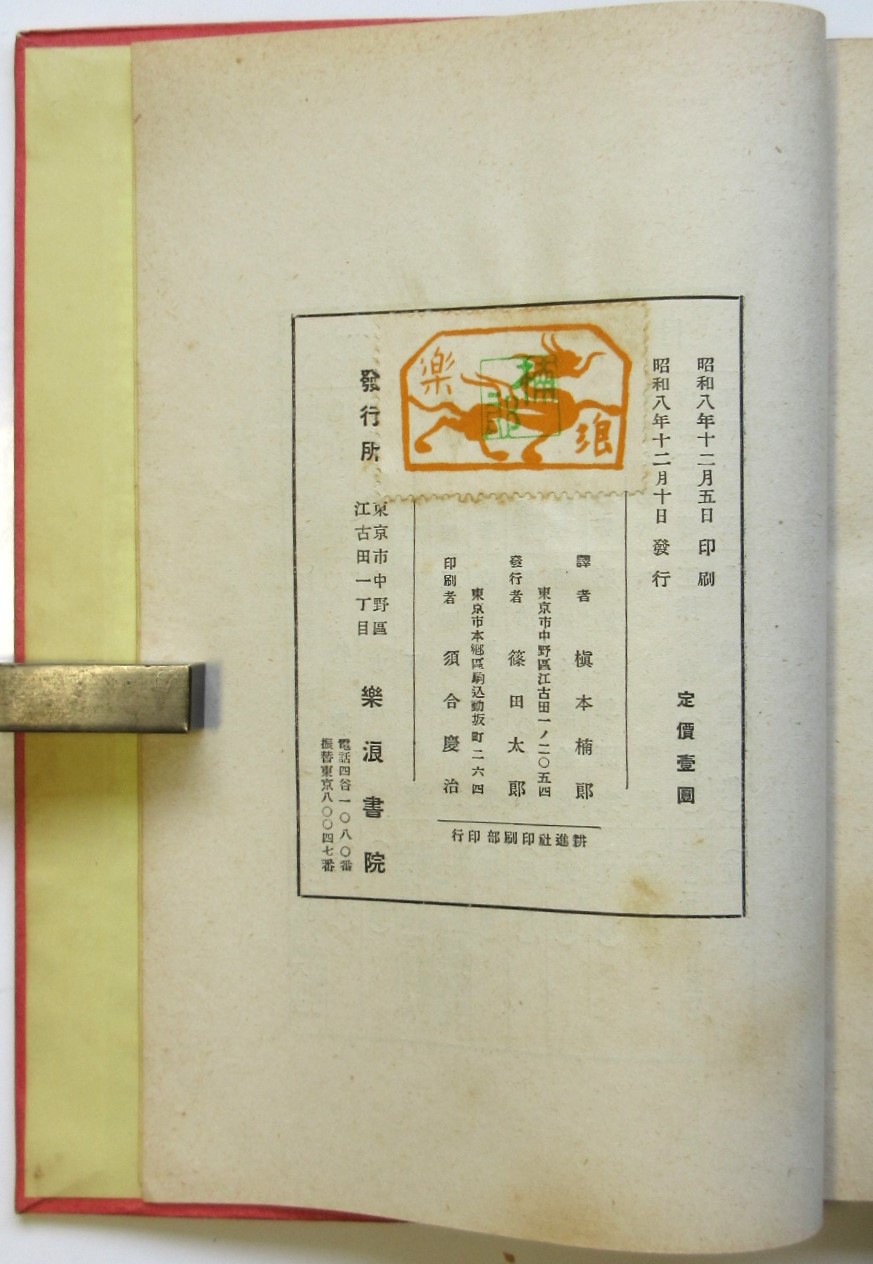 昭和八年十二月五日 印刷
昭和八年十二月十日 發行
定價壹圓
譯者 槇本楠郎
東京市中野區江古田一ノ二〇五四
發行者 篠田太郎
東京市本鄕區駒込動坂町二六四
印刷者 須合慶治
耕進社印刷部印行
楽浪
楠郎
發行所
東京市中野區
江古田一丁目
樂浪書院
電話四谷一〇八〇番
振替東京八〇〇四七番